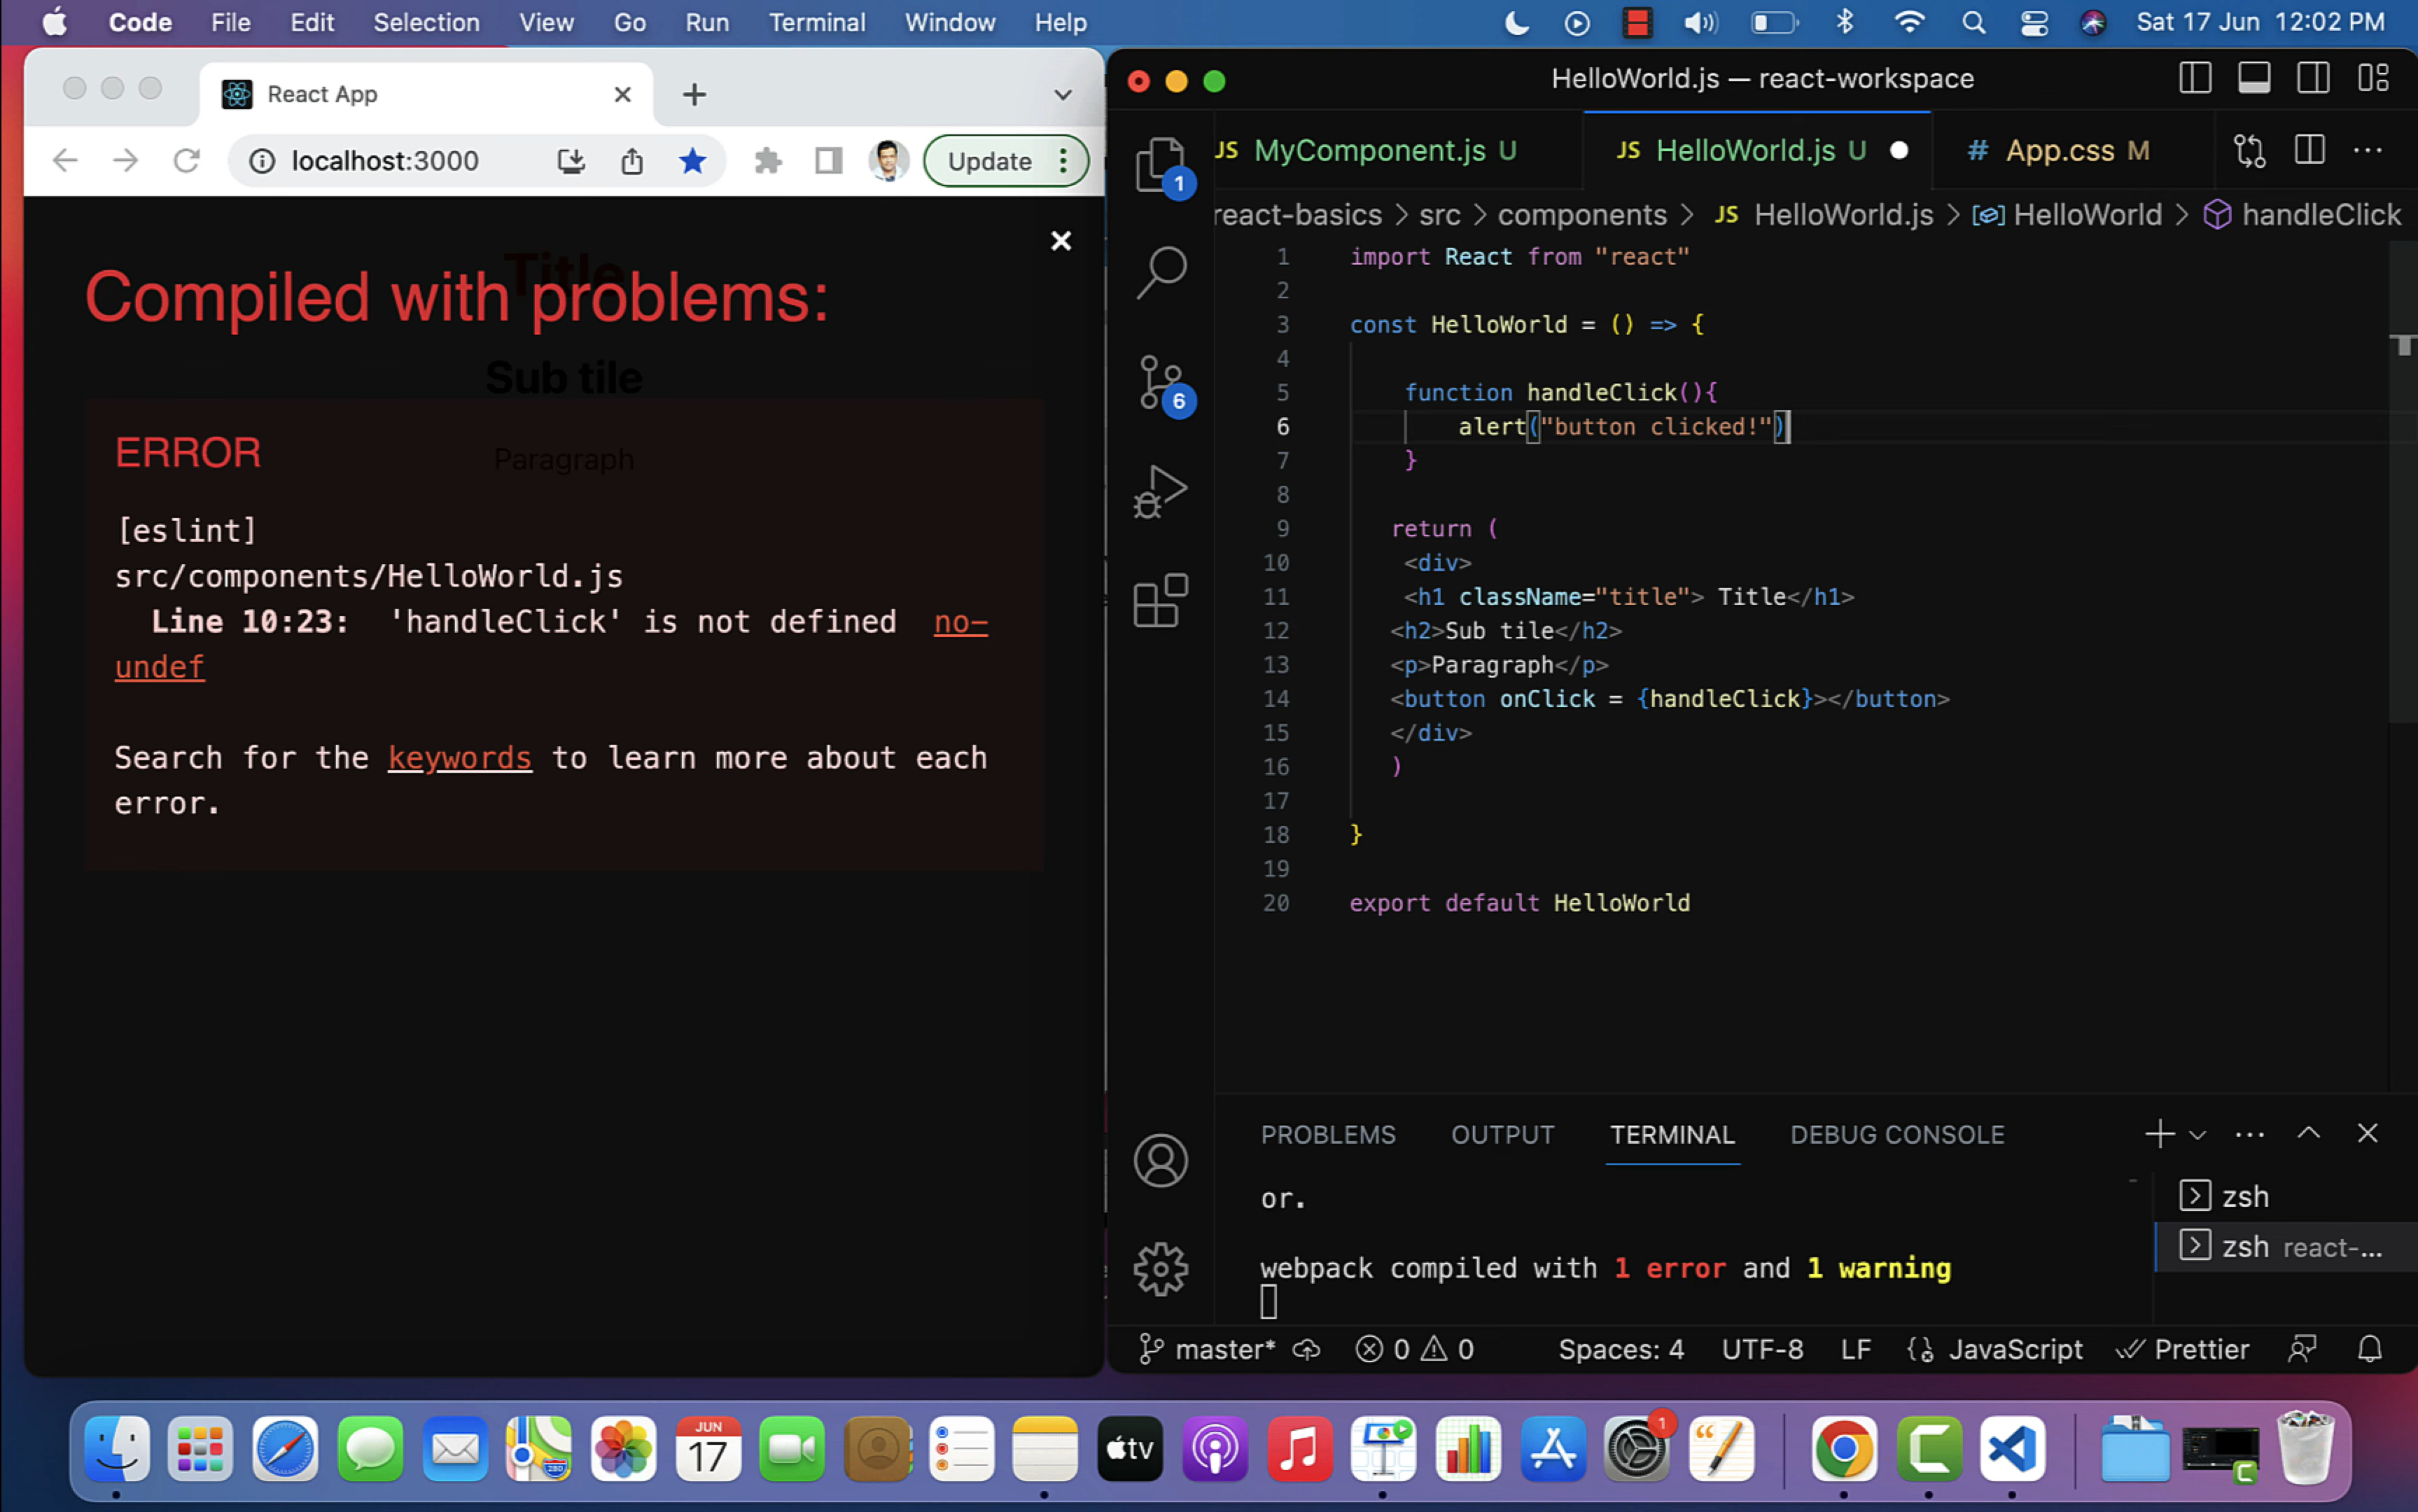 Code File Edit Selection View Go Run Terminal Window Help Sat 17 Jun 12:02 PM
React App
localhost:3000 Update
Title
Compiled with problems:
Sub tile
ERROR
Paragraph
[eslint]
src/components/HelloWorld.js
Line 10:23: 'handleClick' is not defined no-
undef
Search for the keywords to learn more about each
error.
HelloWorld.js — react-workspace
JS MyComponent.js U JS HelloWorld.js U # App.css M
react-basics > src > components > JS HelloWorld.js > HelloWorld > handleClick
1
6
1 import React from "react"
2
3 const HelloWorld = () => {
4
5 function handleClick(){
6 alert("button clicked!")
7 }
8
9 return (
10 <div>
11 <h1 className="title"> Title</h1>
12 <h2>Sub tile</h2>
13 <p>Paragraph</p>
14 <button onClick = {handleClick}></button>
15 </div>
16 )
17
18 }
19
20 export default HelloWorld
PROBLEMS OUTPUT TERMINAL DEBUG CONSOLE
or.
webpack compiled with 1 error and 1 warning
zsh
zsh react-...
master* 0 0 Spaces: 4 UTF-8 LF JavaScript Prettier
JUN
17
280
tv
1